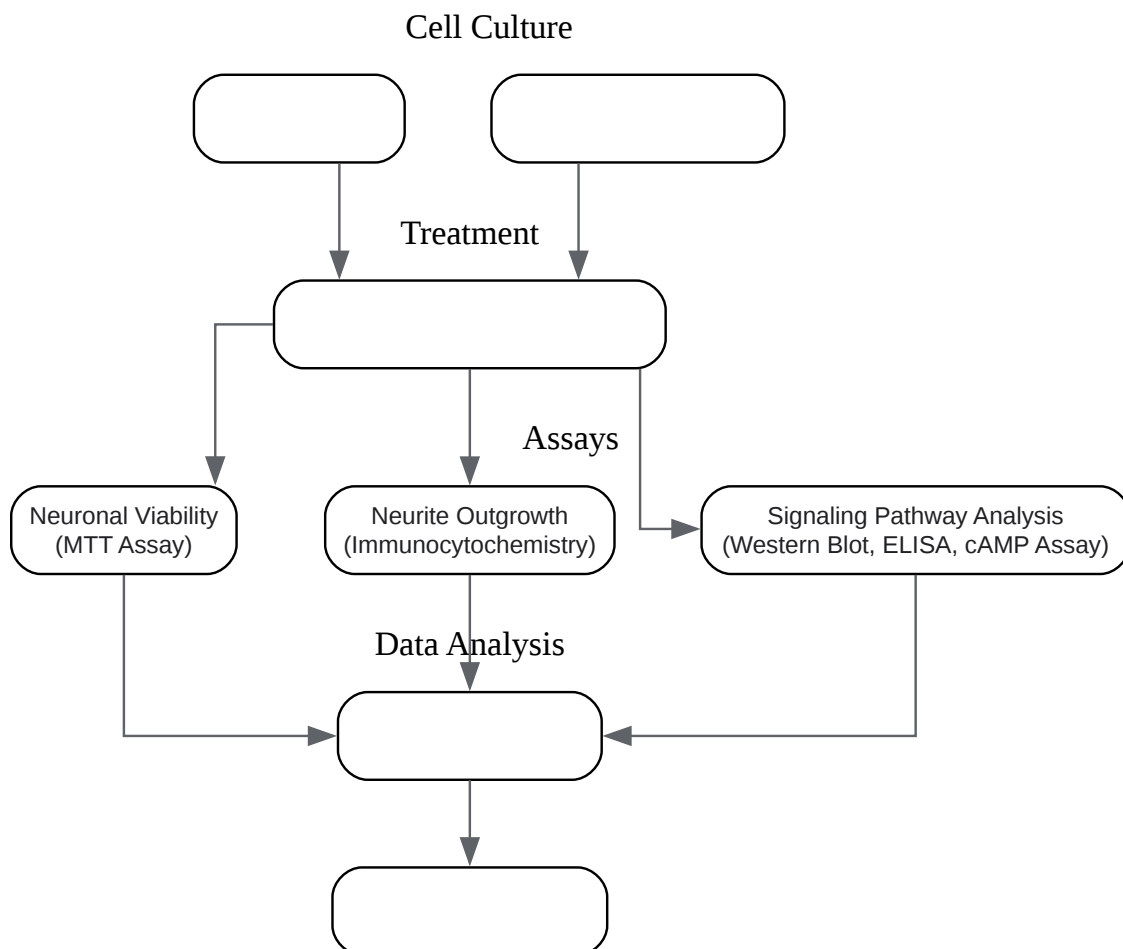 Cell Culture
Treatment
Assays
Neuronal Viability
(MTT Assay)
Neurite Outgrowth
(Immunocytochemistry)
Signaling Pathway Analysis
(Western Blot, ELISA, cAMP Assay)
Data Analysis